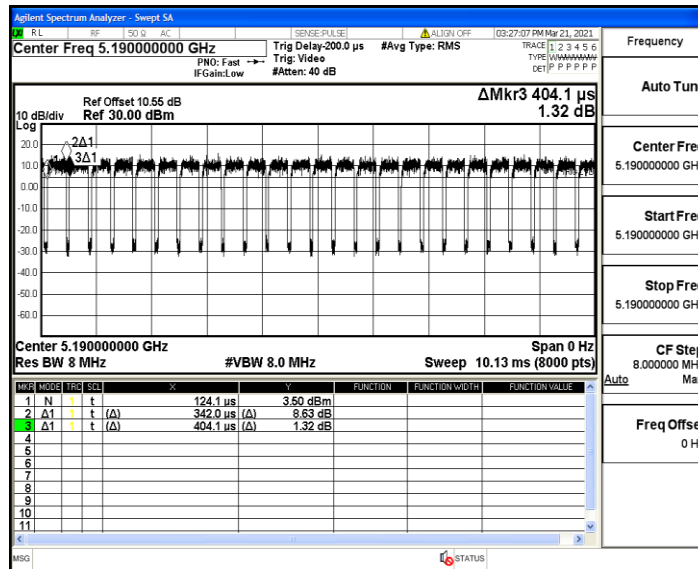 Agilent Spectrum Analyzer - Swept SA
RL RF 50 Ω AC SENSE:PULSE ALIGN OFF 03:27:07 PM Mar 21, 2021
Center Freq 5.190000000 GHz
Trig Delay-200.0 µs #Avg Type: RMS
TRACE 1 2 3 4 5 6
PNO: Fast Trig: Video
TYPE
IFGain:Low #Atten: 40 dB
DET P P P P P P
ΔMkr3 404.1 µs
1.32 dB
Ref Offset 10.55 dB
10 dB/div Ref 30.00 dBm
Log
20.0
2Δ1
3Δ1
10.0
0.00
-10.0
-20.0
-30.0
-40.0
-50.0
-60.0
Center 5.190000000 GHz Span 0 Hz
Res BW 8 MHz #VBW 8.0 MHz Sweep 10.13 ms (8000 pts)
MKR MODE TRC SCL X Y FUNCTION FUNCTION WIDTH FUNCTION VALUE
1 N 1 t 124.1 µs 3.50 dBm
2 Δ1 1 t (Δ) 342.0 µs (Δ) 8.63 dB
3 Δ1 1 t (Δ) 404.1 µs (Δ) 1.32 dB
4
5
6
7
8
9
10
11
MSG STATUS
Frequency
Auto Tun
Center Fre
5.190000000 GH
Start Fre
5.190000000 GH
Stop Fre
5.190000000 GH
CF Step
8.000000 MH
Auto Ma
Freq Offse
0 H